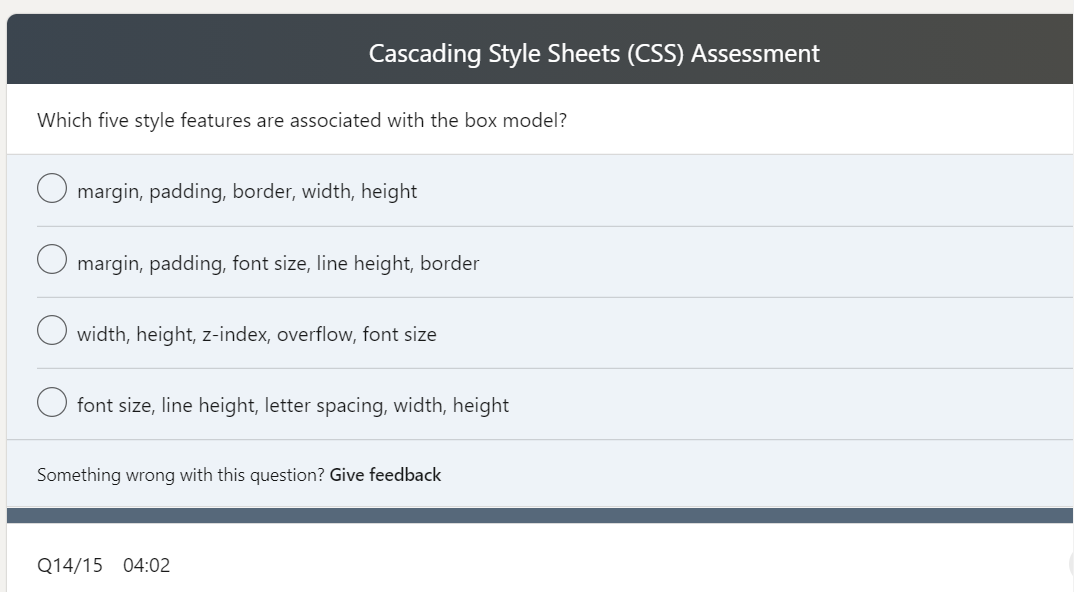 Cascading Style Sheets (CSS) Assessment
Which five style features are associated with the box model?
margin, padding, border, width, height
margin, padding, font size, line height, border
width, height, z-index, overflow, font size
font size, line height, letter spacing, width, height
Something wrong with this question? Give feedback
Q14/15 04:02